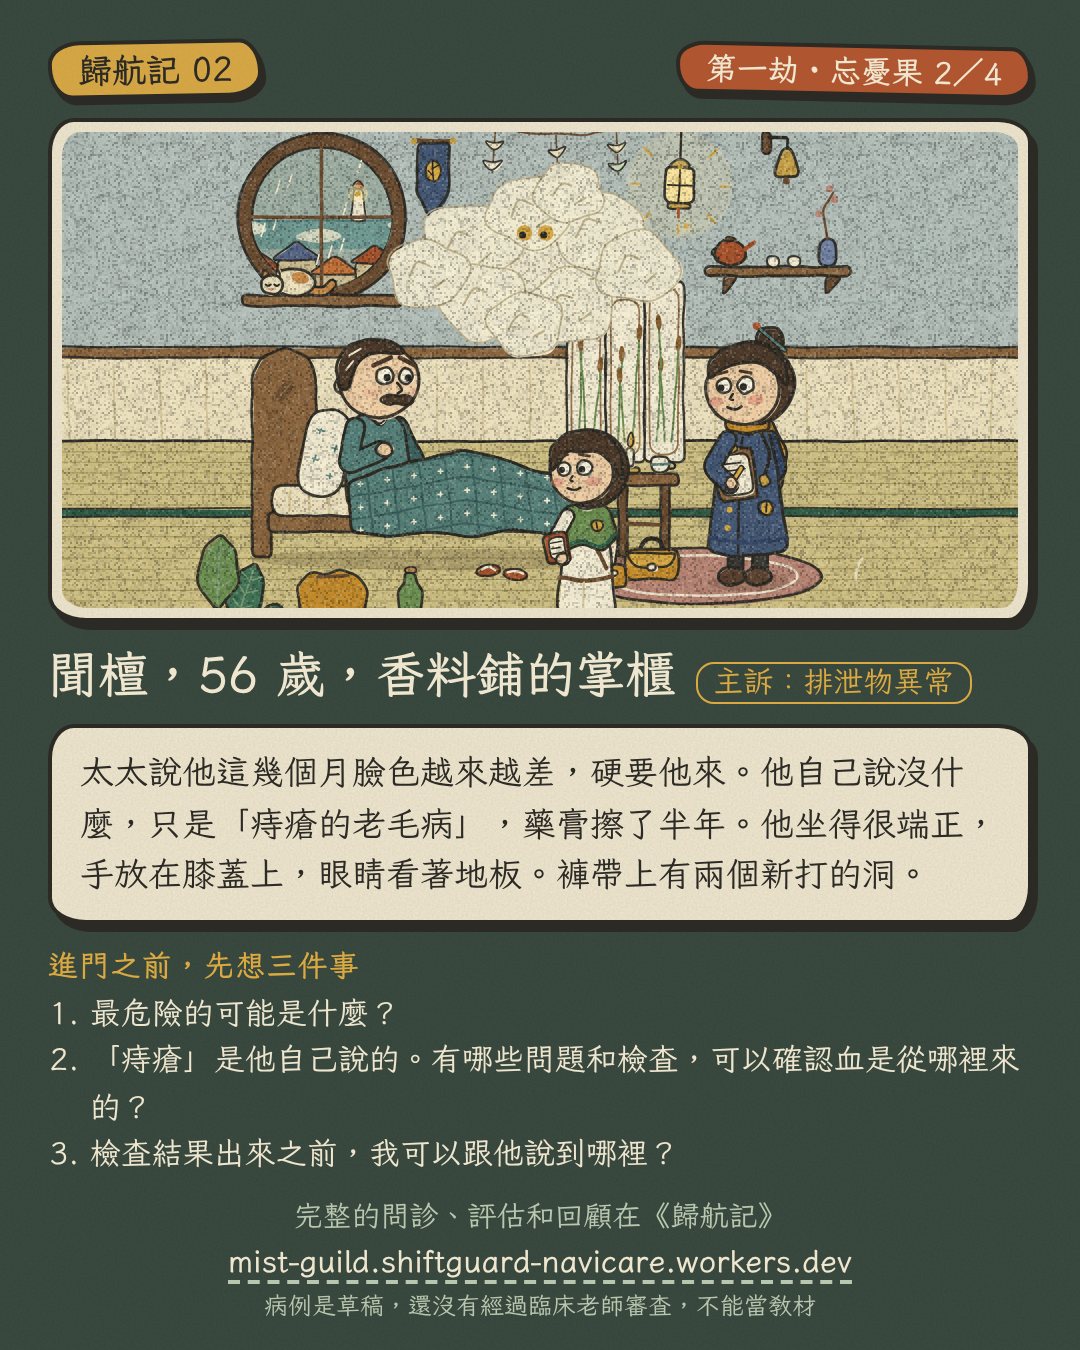 歸航記 02
第一劫・忘憂果 2／4
聞檀，56 歲，香料鋪的掌櫃
主訴：排泄物異常
太太說他這幾個月臉色越來越差，硬要他來。他自己說沒什
麼，只是「痔瘡的老毛病」，藥膏擦了半年。他坐得很端正，
手放在膝蓋上，眼睛看著地板。褲帶上有兩個新打的洞。
進門之前，先想三件事
1. 最危險的可能是什麼？
2. 「痔瘡」是他自己說的。有哪些問題和檢查，可以確認血是從哪裡來
的？
3. 檢查結果出來之前，我可以跟他說到哪裡？
完整的問診、評估和回顧在《歸航記》
mist-guild.shiftguard-navicare.workers.dev
病例是草稿，還沒有經過臨床老師審查，不能當教材